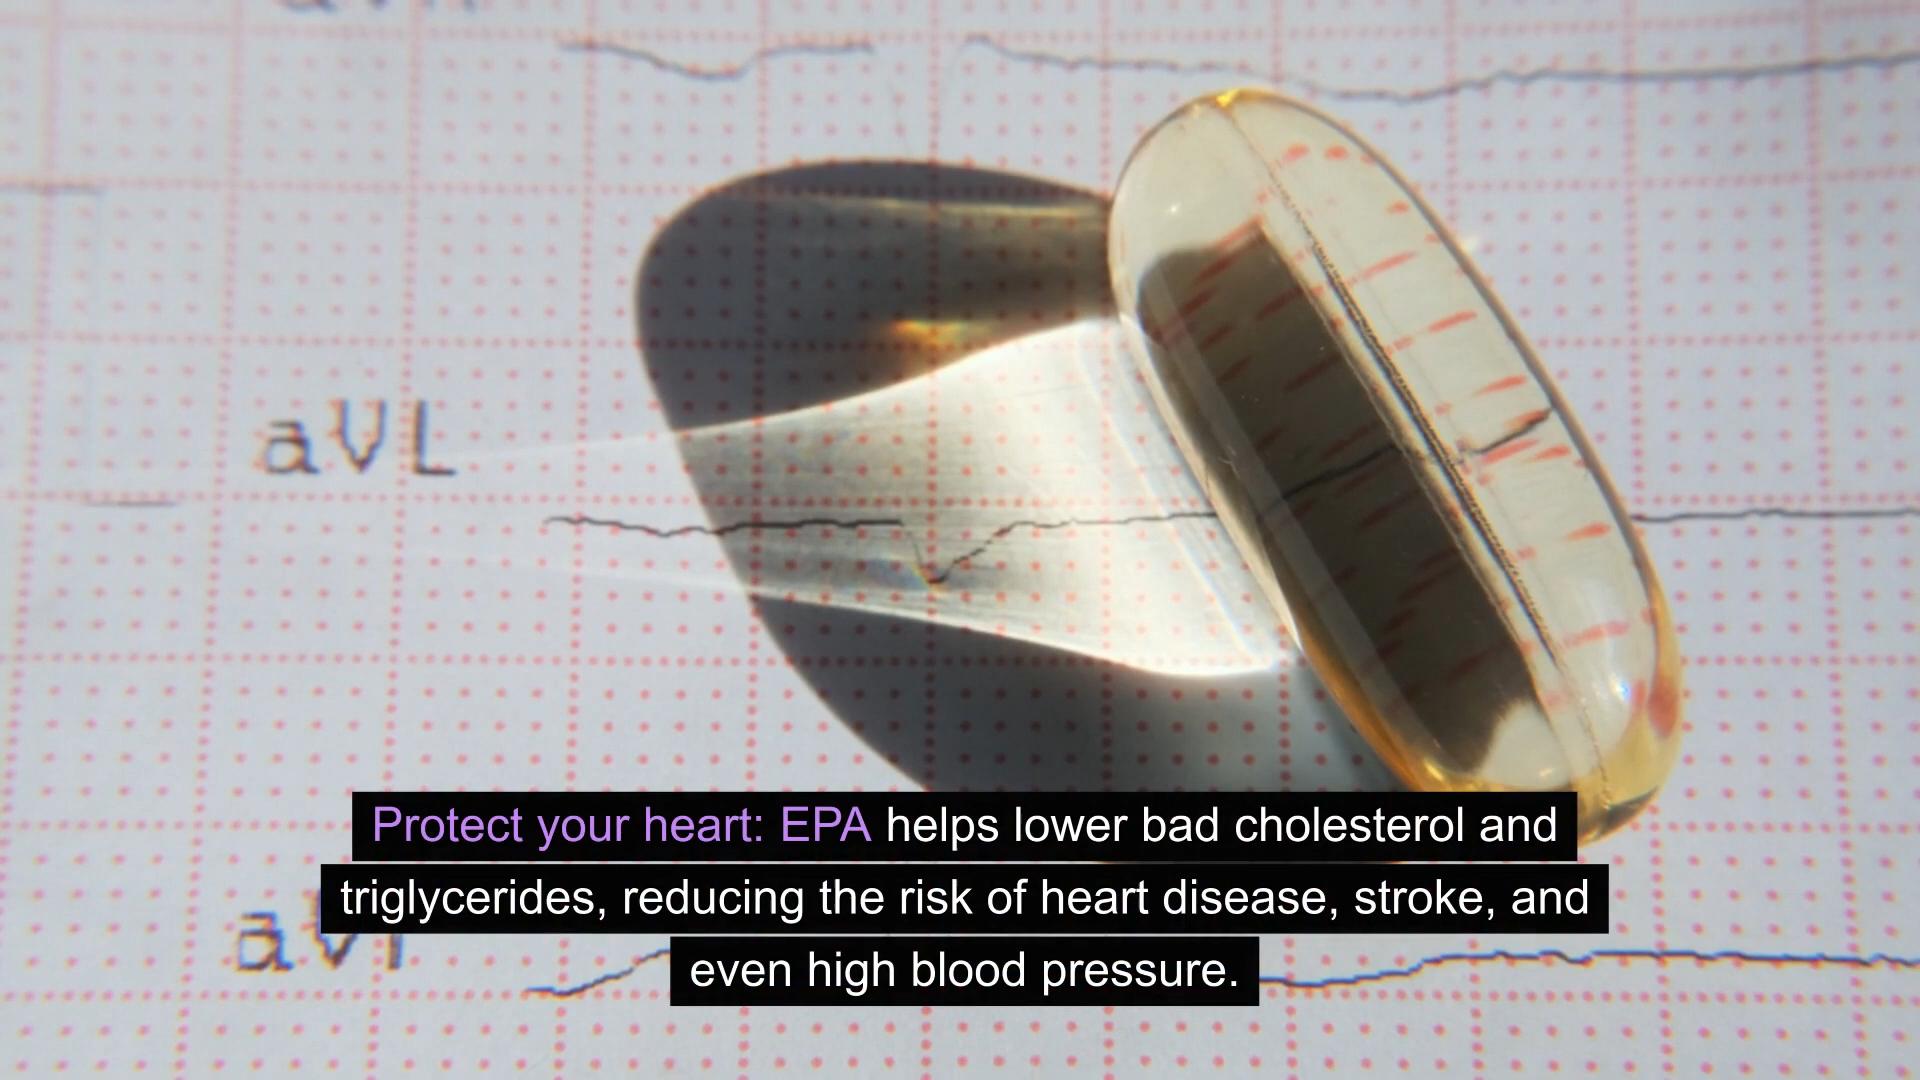 aVL
Protect your heart: EPA helps lower bad cholesterol and
triglycerides, reducing the risk of heart disease, stroke, and
even high blood pressure.